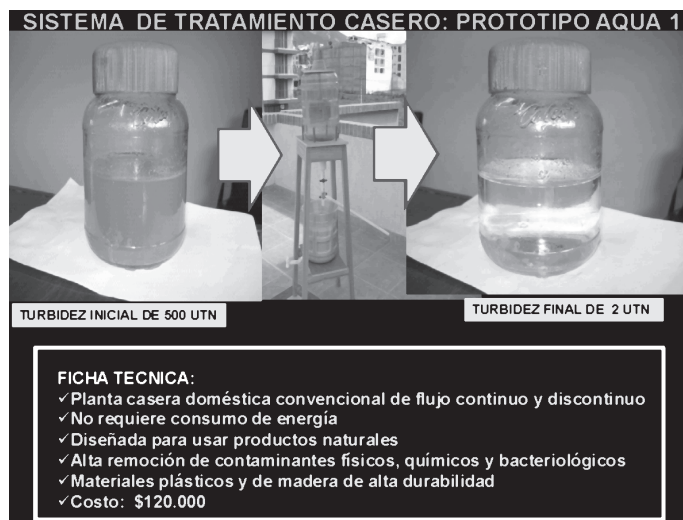 SISTEMA DE TRATAMIENTO CASERO: PROTOTIPO AQUA 1
TURBIDEZ INICIAL DE 500 UTN
TURBIDEZ FINAL DE 2 UTN
FICHA TECNICA:
✓Planta casera doméstica convencional de flujo continuo y discontinuo
✓No requiere consumo de energía
✓Diseñada para usar productos naturales
✓Alta remoción de contaminantes físicos, químicos y bacteriológicos
✓Materiales plásticos y de madera de alta durabilidad
✓Costo: $120.000